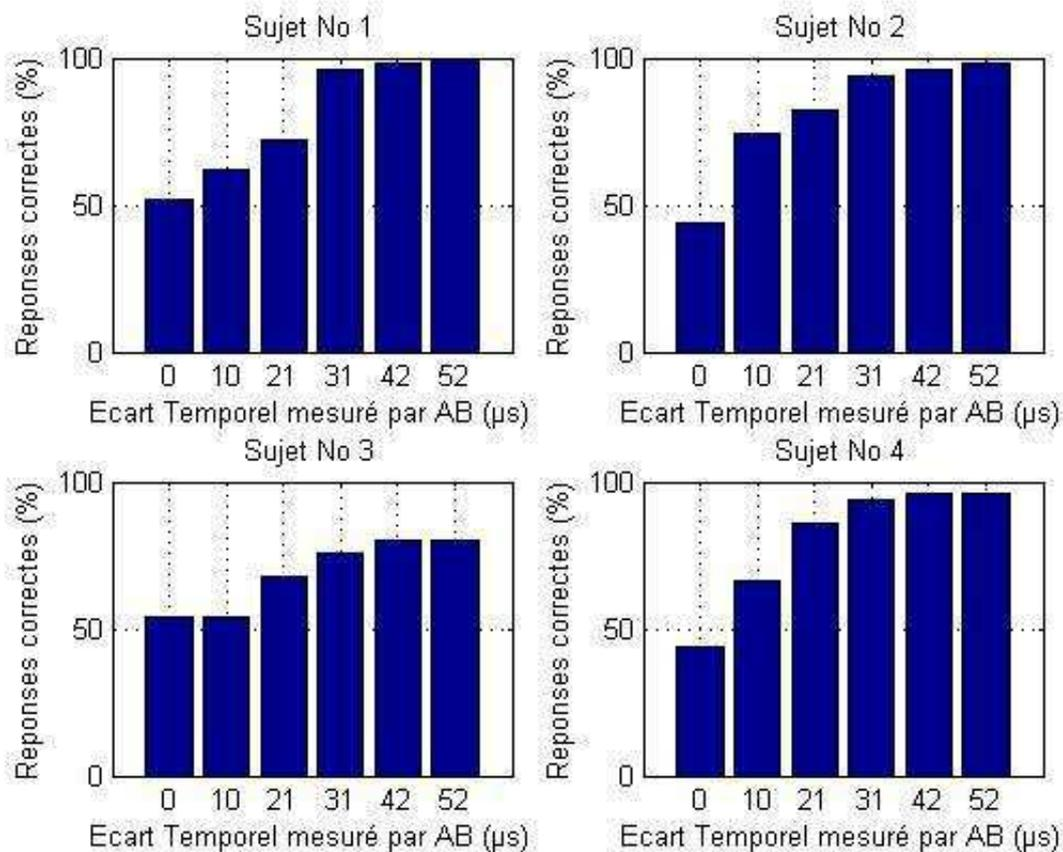 Sujet No 1
Reponses correctes (%)
100
50
0
0 10 21 31 42 52
Ecart Temporel mesuré par AB (µs)
Sujet No 2
Reponses correctes (%)
100
50
0
0 10 21 31 42 52
Ecart Temporel mesuré par AB (µs)
Sujet No 3
Reponses correctes (%)
100
50
0
0 10 21 31 42 52
Ecart Temporel mesuré par AB (µs)
Sujet No 4
Reponses correctes (%)
100
50
0
0 10 21 31 42 52
Ecart Temporel mesuré par AB (µs)